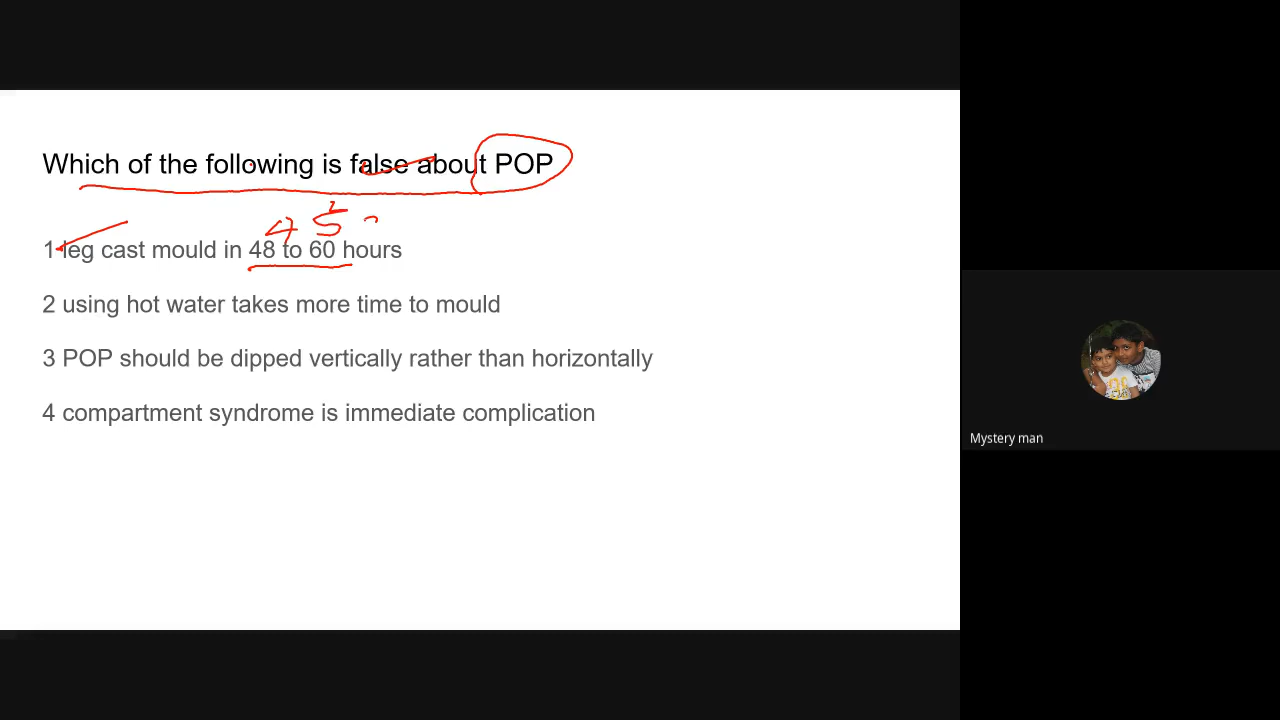 Which of the following is false about POP
4 5
1 leg cast mould in 48 to 60 hours
2 using hot water takes more time to mould
3 POP should be dipped vertically rather than horizontally
4 compartment syndrome is immediate complication
Mystery man